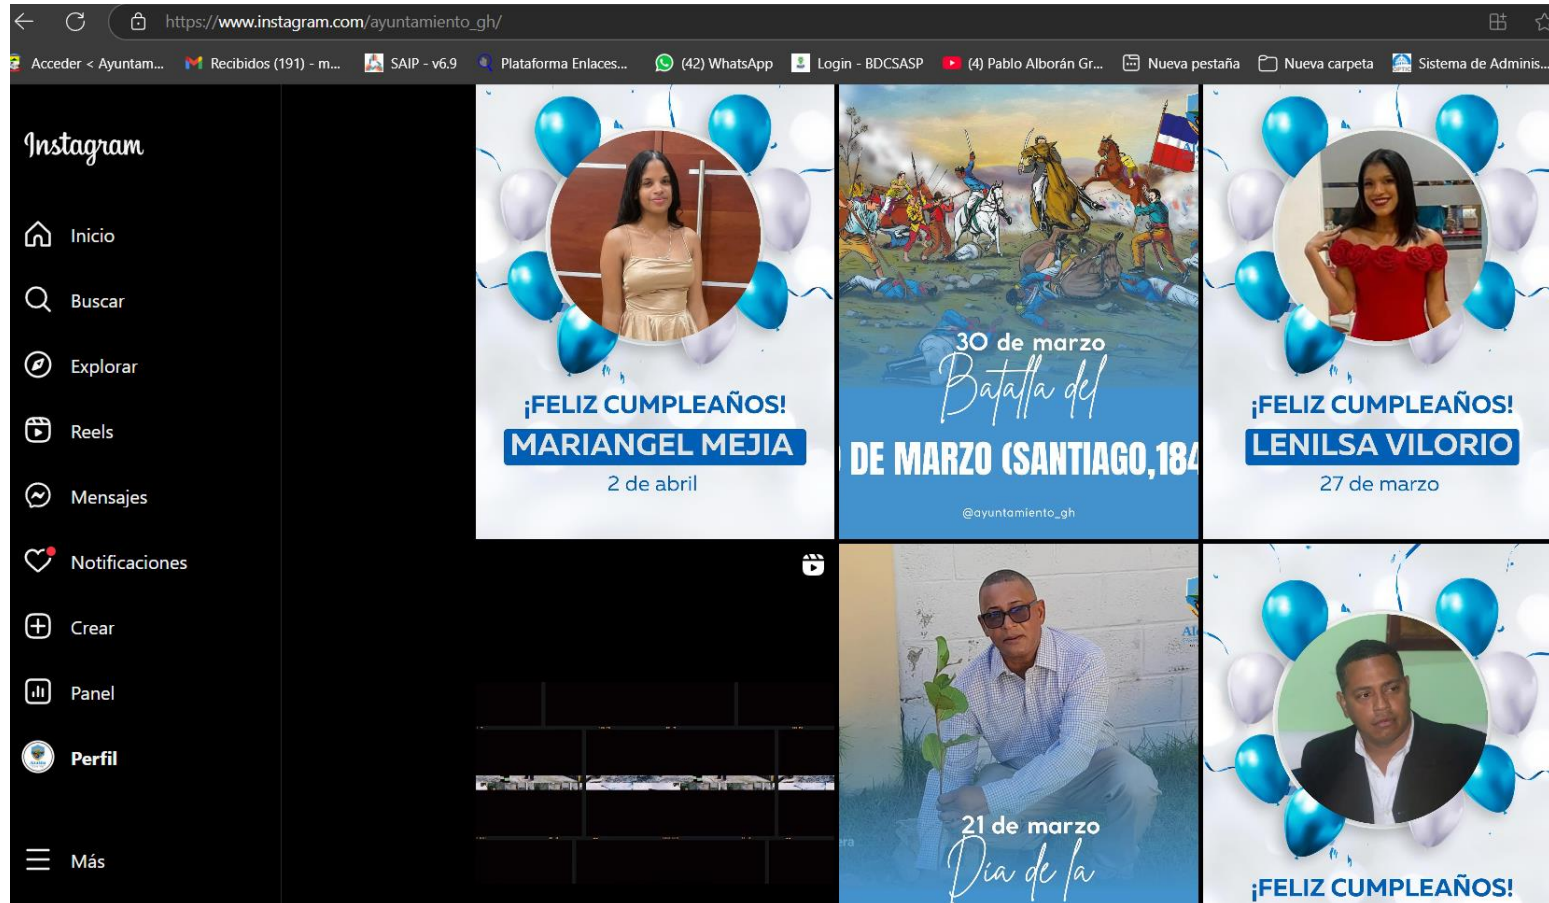 https://www.instagram.com/ayuntamiento_gh/
Acceder < Ayuntam...
Recibidos (191) - m...
SAIP - v6.9
Plataforma Enlaces...
(42) WhatsApp
Login - BDCSASP
(4) Pablo Alborán Gr...
Nueva pestaña
Nueva carpeta
Sistema de Adminis...
Instagram
Inicio
Buscar
Explorar
Reels
Mensajes
Notificaciones
Crear
Panel
Perfil
Más
¡FELIZ CUMPLEAÑOS!
MARIANGEL MEJIA
2 de abril
30 de marzo
Batalla del
DE MARZO (SANTIAGO,184
@ayuntamiento_gh
¡FELIZ CUMPLEAÑOS!
LENILSA VILORIO
27 de marzo
21 de marzo
Día de la
¡FELIZ CUMPLEAÑOS!